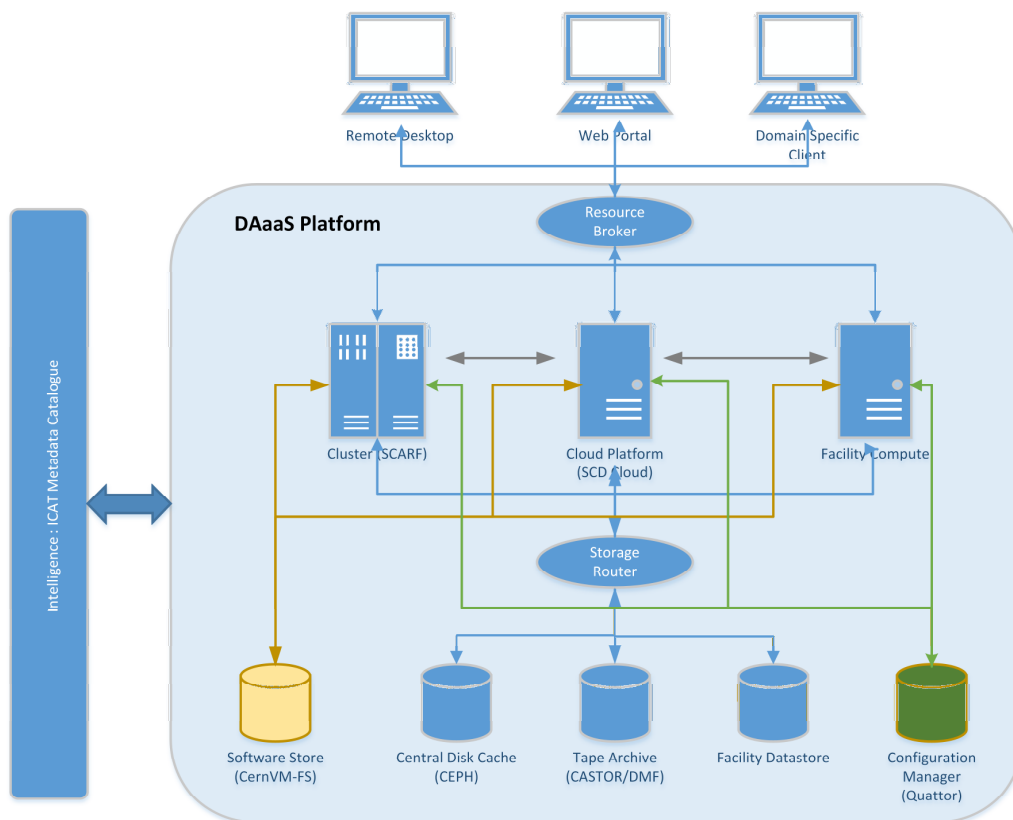 Remote Desktop
Web Portal
Domain Specific
Client
DAaaS Platform
Resource
Broker
Intelligence : ICAT Metadata Catalogue
Cluster (SCARF)
Cloud Platform
(SCD Cloud)
Facility Compute
Storage
Router
Software Store
(CernVM-FS)
Central Disk Cache
(CEPH)
Tape Archive
(CASTOR/DMF)
Facility Datastore
Configuration
Manager
(Quattor)